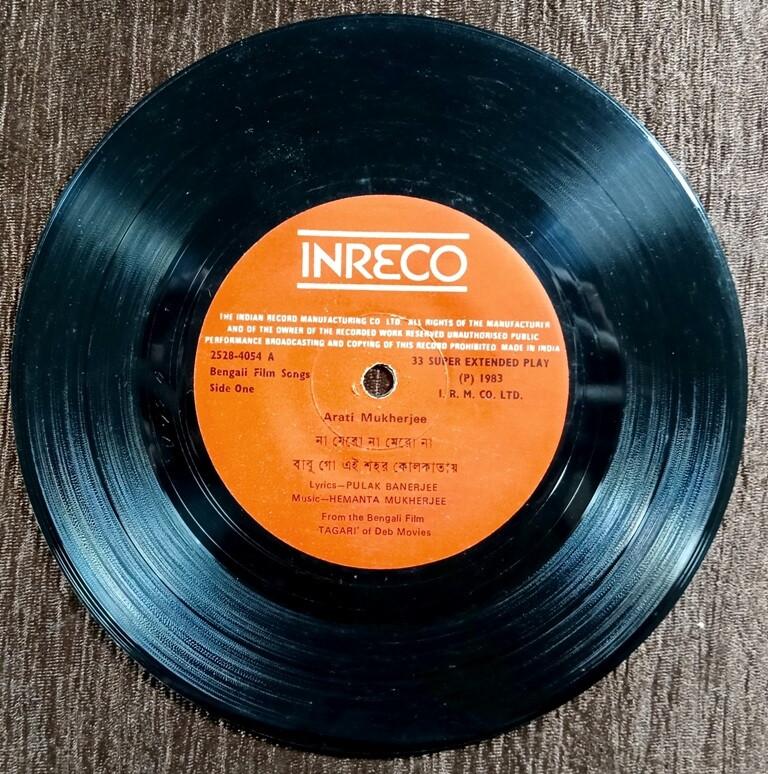 INRECO
THE INDIAN RECORD MANUFACTURING CO LTD ALL RIGHTS OF THE MANUFACTURER
AND OF THE OWNER OF THE RECORDED WORK RESERVED UNAUTHORISED PUBLIC
PERFORMANCE BROADCASTING AND COPYING OF THIS RECORD PROHIBITED MADE IN INDIA
2528-4054 A
Bengali Film Songs
Side One
33 SUPER EXTENDED PLAY
(P) 1983
I. R. M. CO. LTD.
Arati Mukherjee
না মেরো না মেরো না
বাবু গো এই শহর কোলকাতায়
Lyrics—PULAK BANERJEE
Music—HEMANTA MUKHERJEE
From the Bengali Film
TAGARI' of Deb Movies